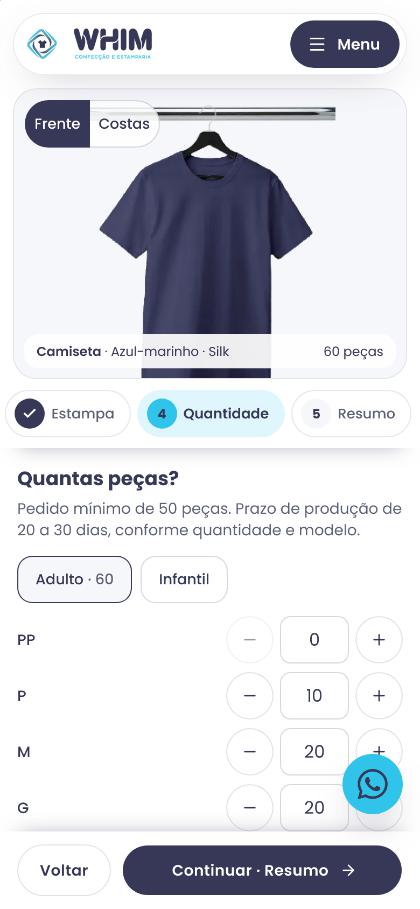 WHIM
CONFECÇÃO E ESTAMPARIA
Menu
Frente
Costas
Camiseta · Azul-marinho · Silk
60 peças
Estampa
4 Quantidade
5 Resumo
Quantas peças?
Pedido mínimo de 50 peças. Prazo de produção de
20 a 30 dias, conforme quantidade e modelo.
Adulto · 60
Infantil
PP − 0 +
P − 10 +
M − 20 +
G − 20
Voltar
Continuar · Resumo →